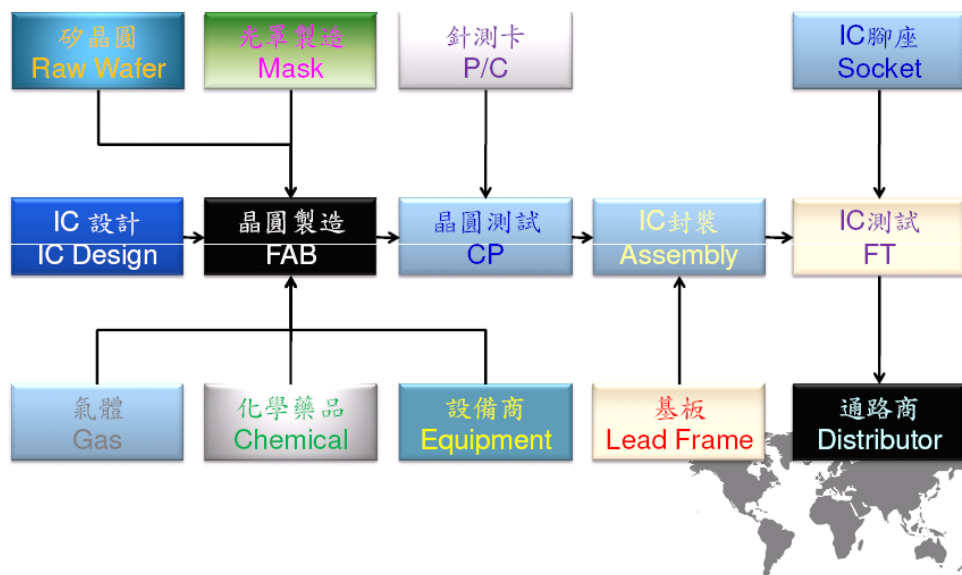 矽晶圓
Raw Wafer
光罩製造
Mask
針測卡
P/C
IC腳座
Socket
IC 設計
IC Design
晶圓製造
FAB
晶圓測試
CP
IC封裝
Assembly
IC測試
FT
氣體
Gas
化學藥品
Chemical
設備商
Equipment
基板
Lead Frame
通路商
Distributor